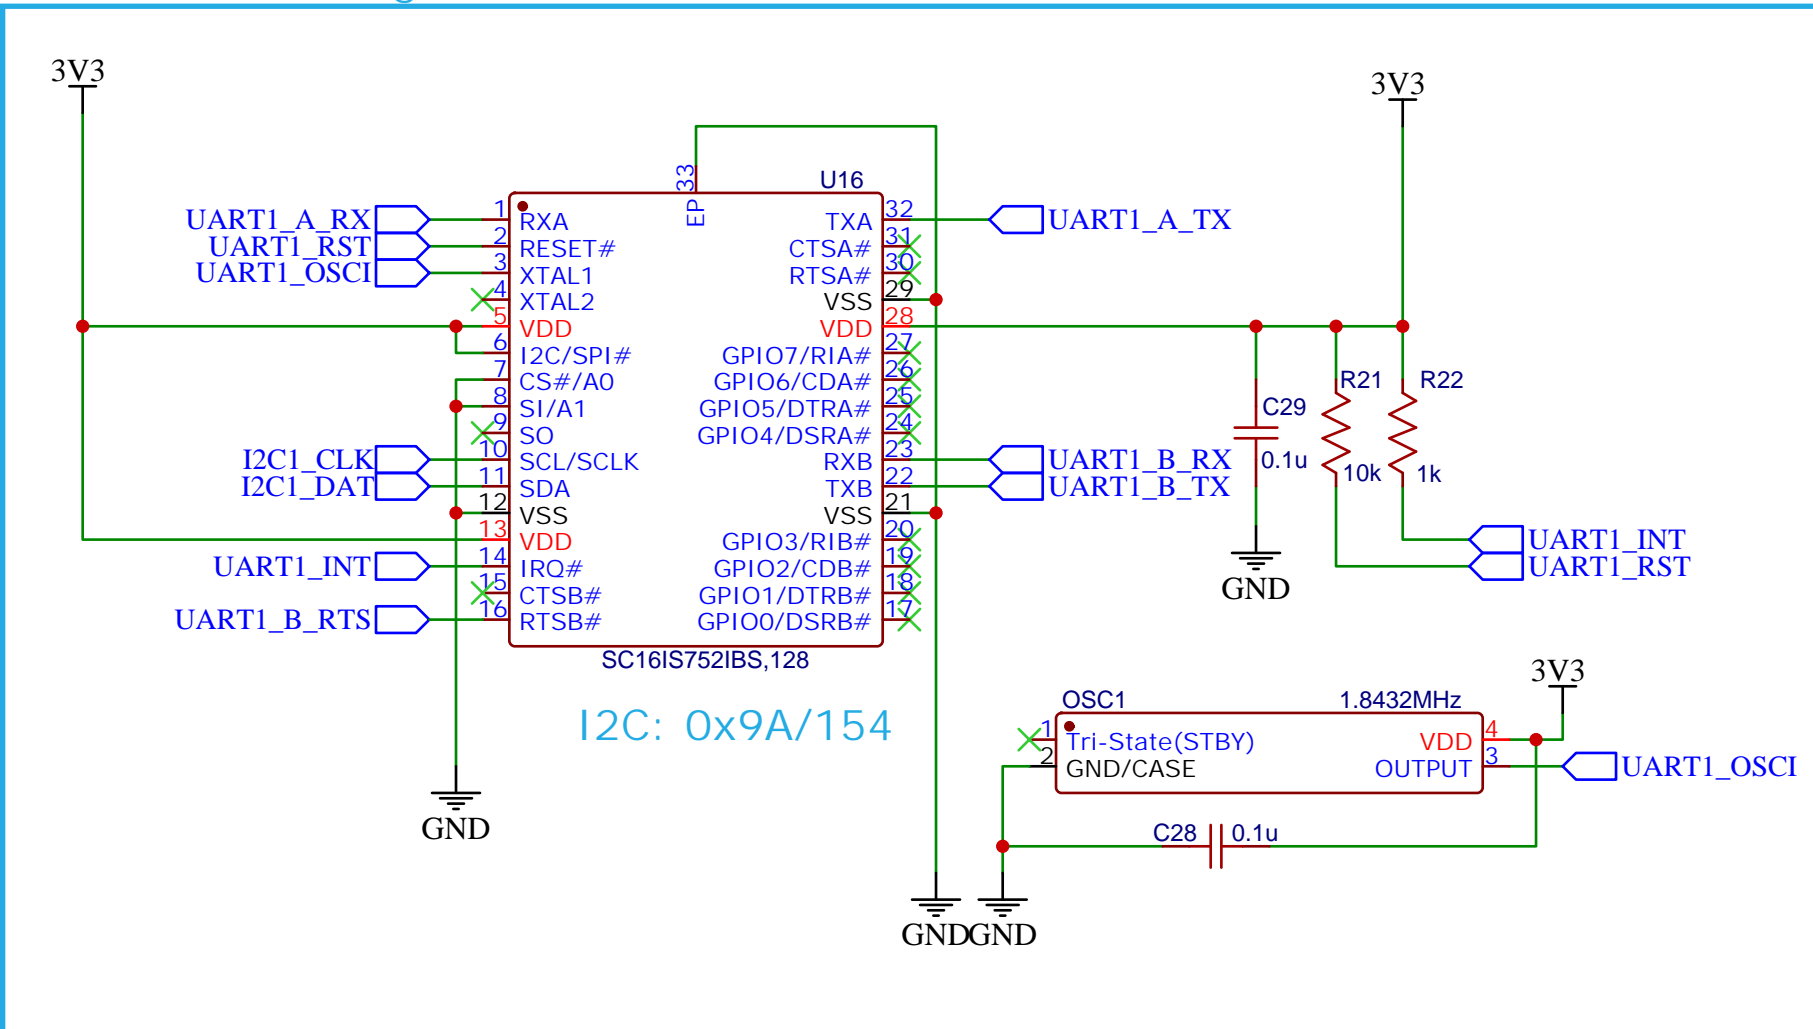 3V3
3V3
33
EP
U16
UART1_A_RX 1 RXA
UART1_RST 2 RESET#
UART1_OSCI 3 XTAL1
4 XTAL2
5 VDD
6 I2C/SPI#
7 CS#/A0
8 SI/A1
9 SO
I2C1_CLK 10 SCL/SCLK
I2C1_DAT 11 SDA
12 VSS
13 VDD
UART1_INT 14 IRQ#
15 CTSB#
UART1_B_RTS 16 RTSB#
TXA 32 UART1_A_TX
CTSA# 31
RTSA# 30
VSS 29
VDD 28
GPIO7/RIA# 27
GPIO6/CDA# 26
GPIO5/DTRA# 25
GPIO4/DSRA# 24
RXB 23 UART1_B_RX
TXB 22 UART1_B_TX
VSS 21
GPIO3/RIB# 20
GPIO2/CDB# 19
GPIO1/DTRB# 18
GPIO0/DSRB# 17
SC16IS752IBS,128
I2C: 0x9A/154
GND
GND
C29
0.1u
GND
R21
10k
R22
1k
UART1_INT
UART1_RST
3V3
OSC1 1.8432MHz
1 Tri-State(STBY)
2 GND/CASE
VDD 4
OUTPUT 3 UART1_OSCI
C28 0.1u
GND